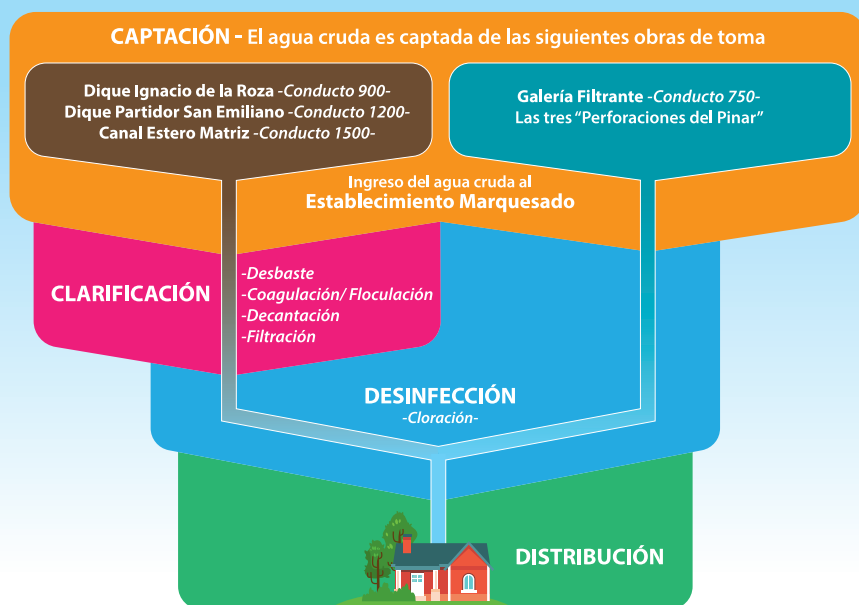 CAPTACIÓN - El agua cruda es captada de las siguientes obras de toma
Dique Ignacio de la Roza -Conducto 900-
Dique Partidor San Emiliano -Conducto 1200-
Canal Estero Matriz -Conducto 1500-
Galería Filtrante -Conducto 750-
Las tres “Perforaciones del Pinar”
Ingreso del agua cruda al
Establecimiento Marquesado
CLARIFICACIÓN
-Desbaste
-Coagulación/ Floculación
-Decantación
-Filtración
DESINFECCIÓN
-Cloración-
DISTRIBUCIÓN